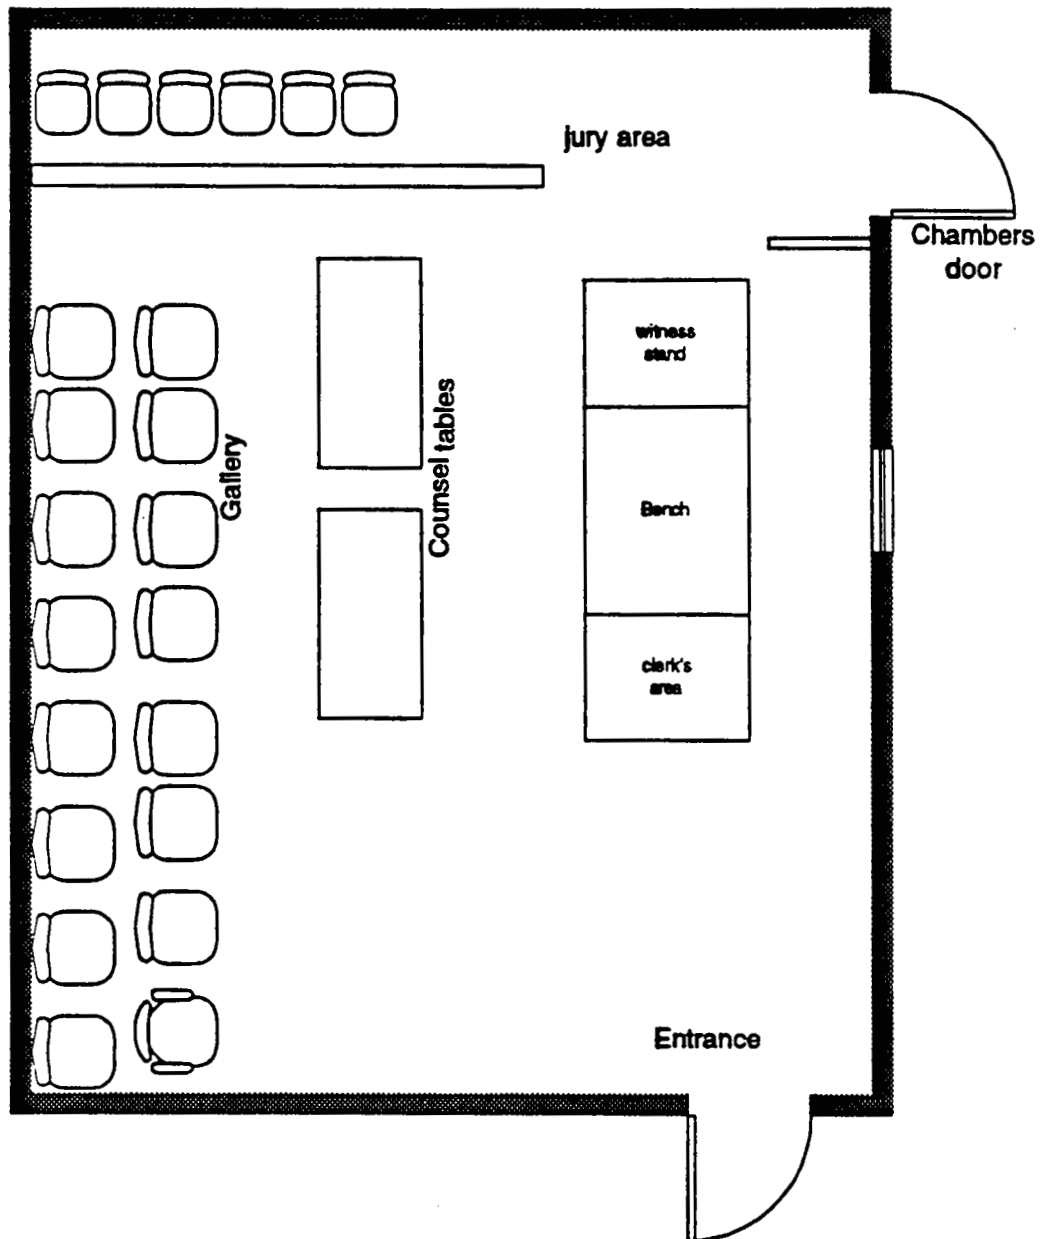 jury area
Chambers
door
witness
stand
Counsel tables
Gallery
Bench
clerk's
area
Entrance